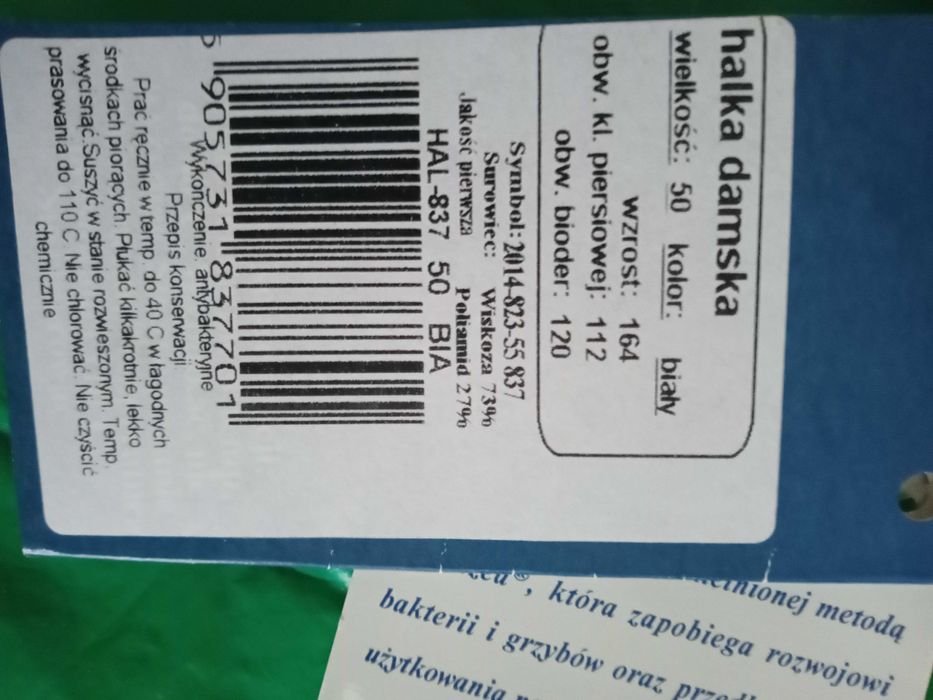 halka damska
wielkość: 50 kolor: biały
wzrost: 164
obw. kl. piersiowej: 112
obw. bioder: 120
Symbol: 2014-823-55 837
Surowiec: Wiskoza 73%
Jakość pierwsza Poliamid 27%
HAL-837 50 BIA
5 905731 837701
Wykończenie: antybakteryjne
Przepis konserwacji
Prać ręcznie w temp. do 40 C w łagodnych
środkach piorących. Płukać kilkakrotnie, lekko
wycisnąć.Suszyć w stanie rozwieszonym. Temp.
prasowania do 110 C. Nie chlorować. Nie czyścić
chemicznie
metodą
, która zapobiega rozwojowi
bakterii i grzybów oraz
użytkowania